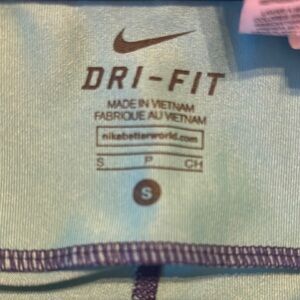 DRI-FIT
MADE IN VIETNAM
FABRIQUE AU VIETNAM
nikebetterworld.com
S P CH
S